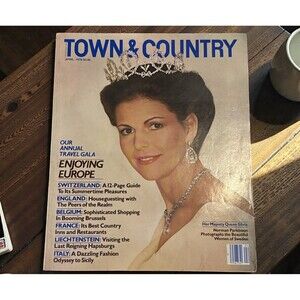 TOWN & COUNTRY
OUR
ANNUAL
TRAVEL GALA
ENJOYING
EUROPE
SWITZERLAND: A 12-Page Guide
To Its Summertime Pleasures
ENGLAND: Houseguesting with
The Peers of the Realm
BELGIUM: Sophisticated Shopping
In Booming Brussels
FRANCE: Its Best Country
Inns and Restaurants
LIECHTENSTEIN: Visiting the
Last Reigning Hapsburgs
ITALY: A Dazzling Fashion
Odyssey to Sicily
Her Majesty Queen Silvia
Norman Parkinson
Photographs the Beautiful
Women of Sweden